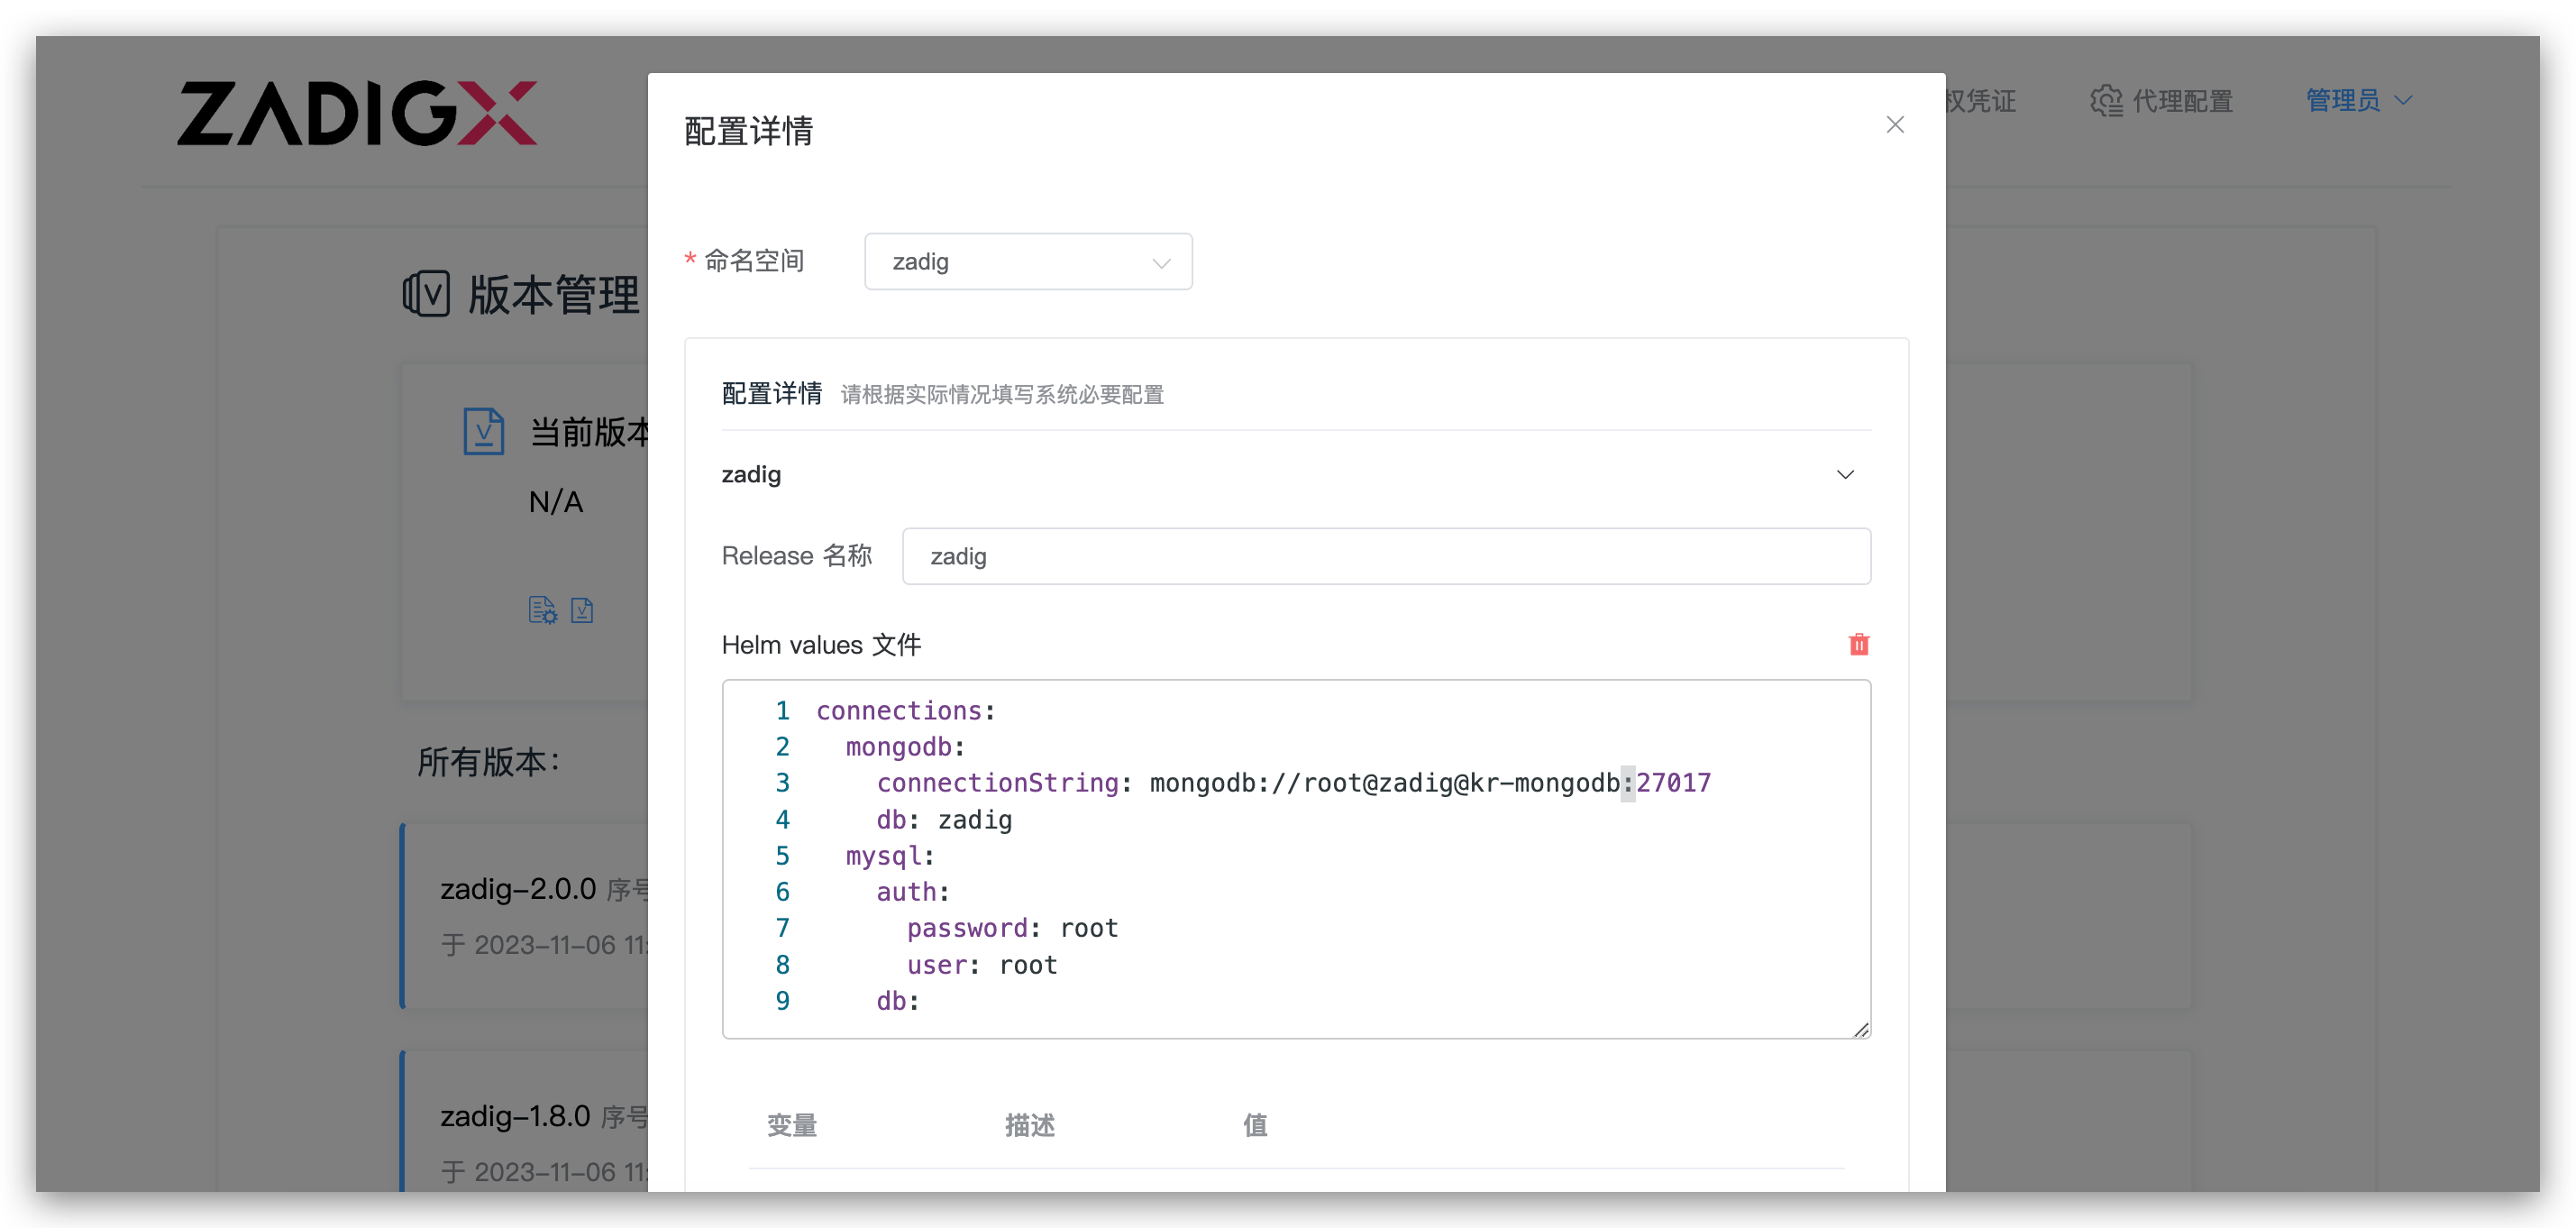 ZADIGX
权凭证
代理配置
管理员
版本管理
当前版本
N/A
所有版本：
zadig-2.0.0 序号
于 2023-11-06 11:
zadig-1.8.0 序号
于 2023-11-06 11:
配置详情
* 命名空间
zadig
配置详情 请根据实际情况填写系统必要配置
zadig
Release 名称
zadig
Helm values 文件
1 connections:
2 mongodb:
3 connectionString: mongodb://root@zadig@kr-mongodb:27017
4 db: zadig
5 mysql:
6 auth:
7 password: root
8 user: root
9 db:
变量 描述 值